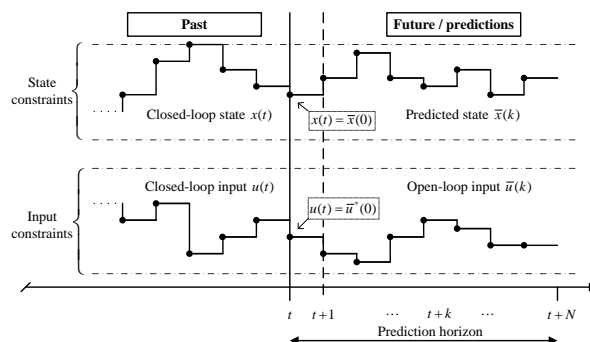 Past
Future / predictions
State
constraints
Closed-loop state x(t)
x(t) = x̅(0)
Predicted state x̅(k)
Closed-loop input u(t)
Open-loop input u̅(k)
Input
constraints
u(t) = u̅*(0)
t
t+1
...
t+k
...
t+N
Prediction horizon